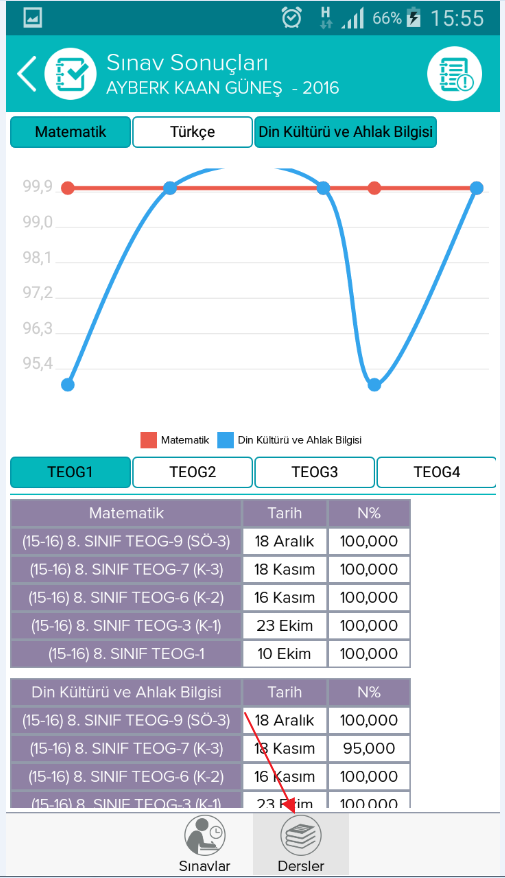 H 66% 15:55
Sınav Sonuçları
AYBERK KAAN GÜNEŞ - 2016
Matematik Türkçe Din Kültürü ve Ahlak Bilgisi
99,9
99,0
98,1
97,2
96,3
95,4
Matematik Din Kültürü ve Ahlak Bilgisi
TEOG1 TEOG2 TEOG3 TEOG4
Matematik Tarih N%
(15-16) 8. SINIF TEOG-9 (SÖ-3) 18 Aralık 100,000
(15-16) 8. SINIF TEOG-7 (K-3) 18 Kasım 100,000
(15-16) 8. SINIF TEOG-6 (K-2) 16 Kasım 100,000
(15-16) 8. SINIF TEOG-3 (K-1) 23 Ekim 100,000
(15-16) 8. SINIF TEOG-1 10 Ekim 100,000
Din Kültürü ve Ahlak Bilgisi Tarih N%
(15-16) 8. SINIF TEOG-9 (SÖ-3) 18 Aralık 100,000
(15-16) 8. SINIF TEOG-7 (K-3) 18 Kasım 95,000
(15-16) 8. SINIF TEOG-6 (K-2) 16 Kasım 100,000
(15-16) 8. SINIF TEOG-3 (K-1) 23 Ekim 100,000
Sınavlar Dersler